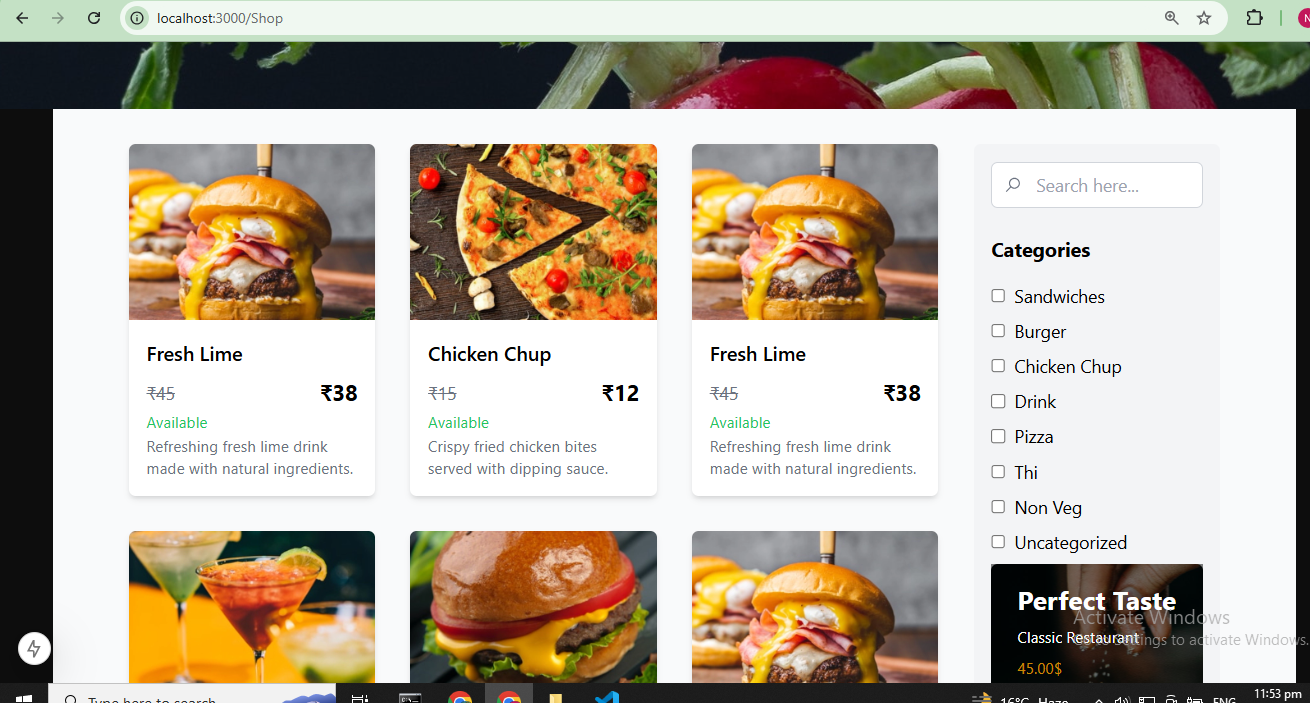 localhost:3000/Shop
N
Fresh Lime
₹45 ₹38
Available
Refreshing fresh lime drink
made with natural ingredients.
Chicken Chup
₹15 ₹12
Available
Crispy fried chicken bites
served with dipping sauce.
Fresh Lime
₹45 ₹38
Available
Refreshing fresh lime drink
made with natural ingredients.
Search here...
Categories
Sandwiches
Burger
Chicken Chup
Drink
Pizza
Thi
Non Veg
Uncategorized
Perfect Taste
Classic Restaurant
45.00$
Activate Windows
to activate Windows.
Type here to search
16°C Haze
ENG
11:53 pm